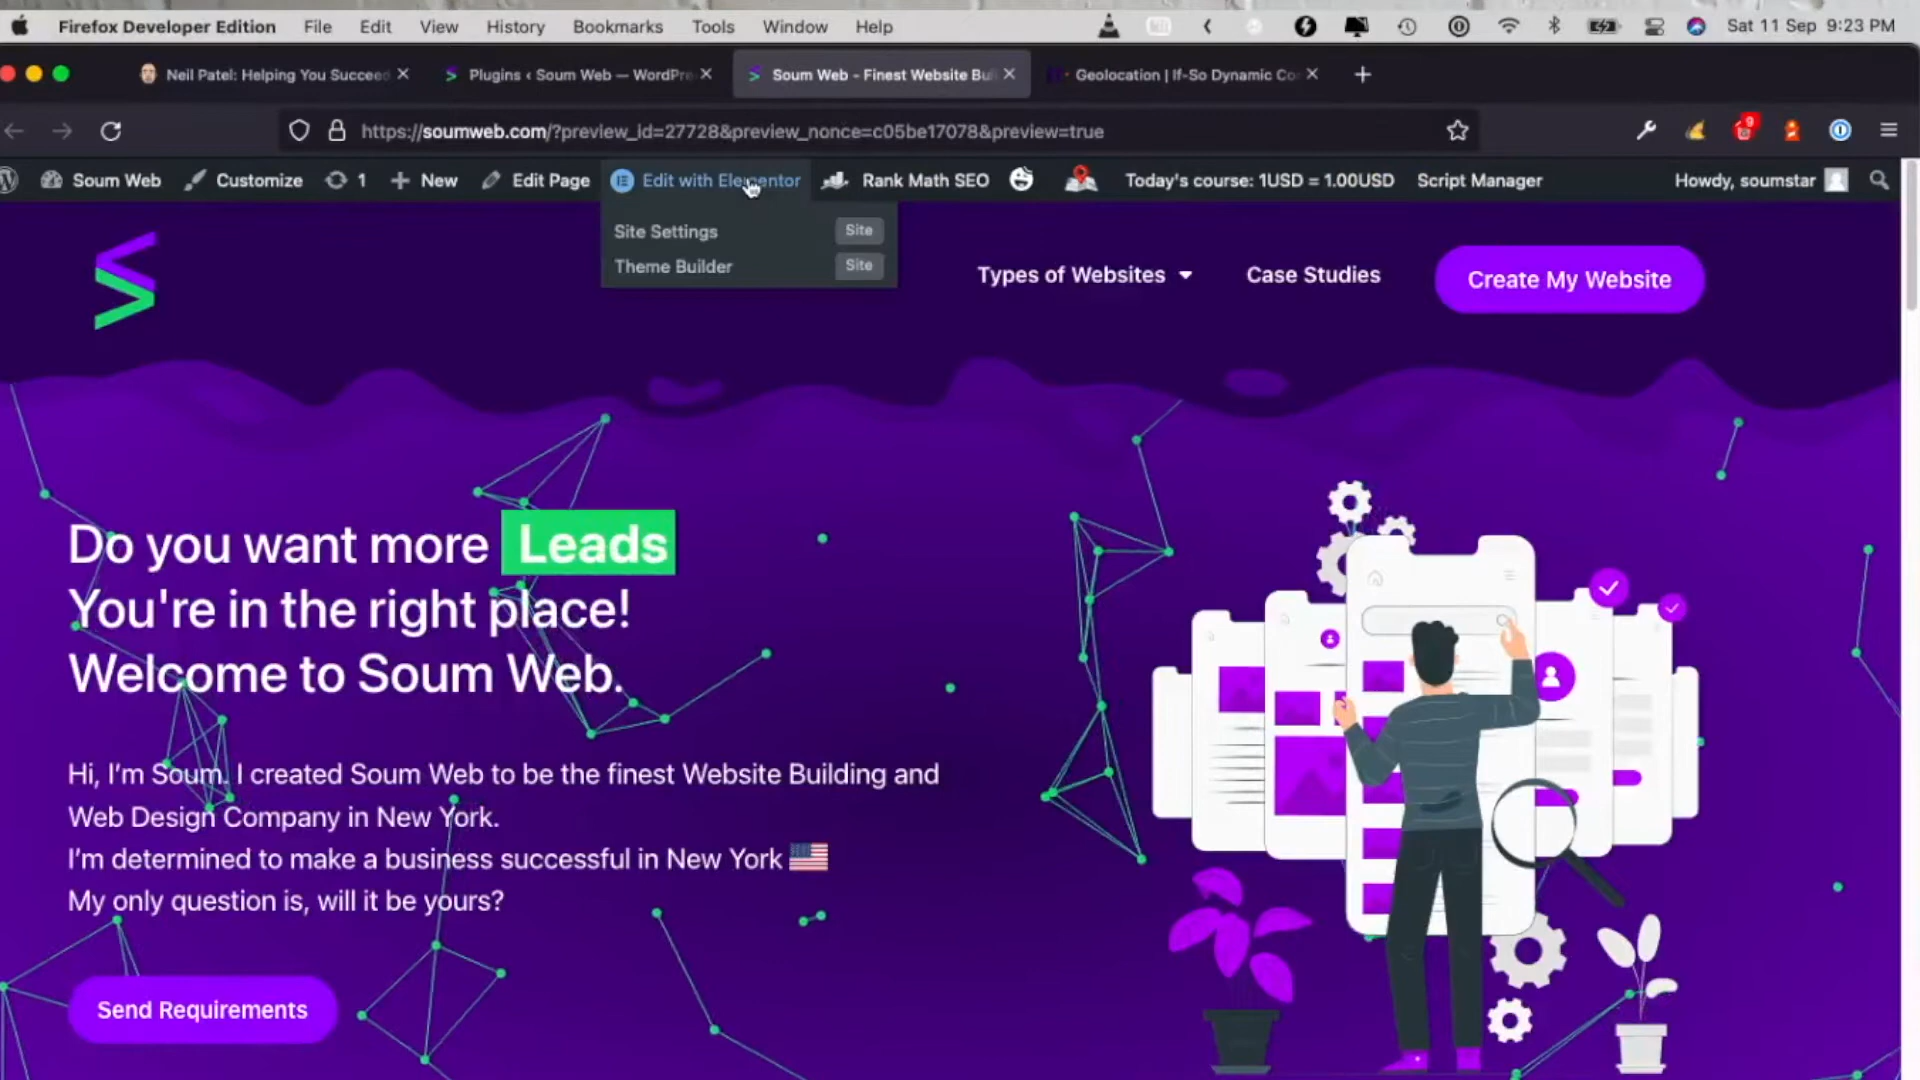 Firefox Developer Edition File Edit View History Bookmarks Tools Window Help Sat 11 Sep 9:23 PM
Neil Patel: Helping You Succeed Plugins ‹ Soum Web — WordPre Soum Web - Finest Website Bui Geolocation | If-So Dynamic Co
https://soumweb.com/?preview_id=27728&preview_nonce=c05be17078&preview=true 9
Soum Web Customize 1 New Edit Page Edit with Elementor Rank Math SEO Today's course: 1USD = 1.00USD Script Manager Howdy, soumstar
Site Settings Site
Theme Builder Site
Types of Websites Case Studies Create My Website
Do you want more Leads
You're in the right place!
Welcome to Soum Web.
Hi, I'm Soum. I created Soum Web to be the finest Website Building and
Web Design Company in New York.
I'm determined to make a business successful in New York 🇺🇸
My only question is, will it be yours?
Send Requirements